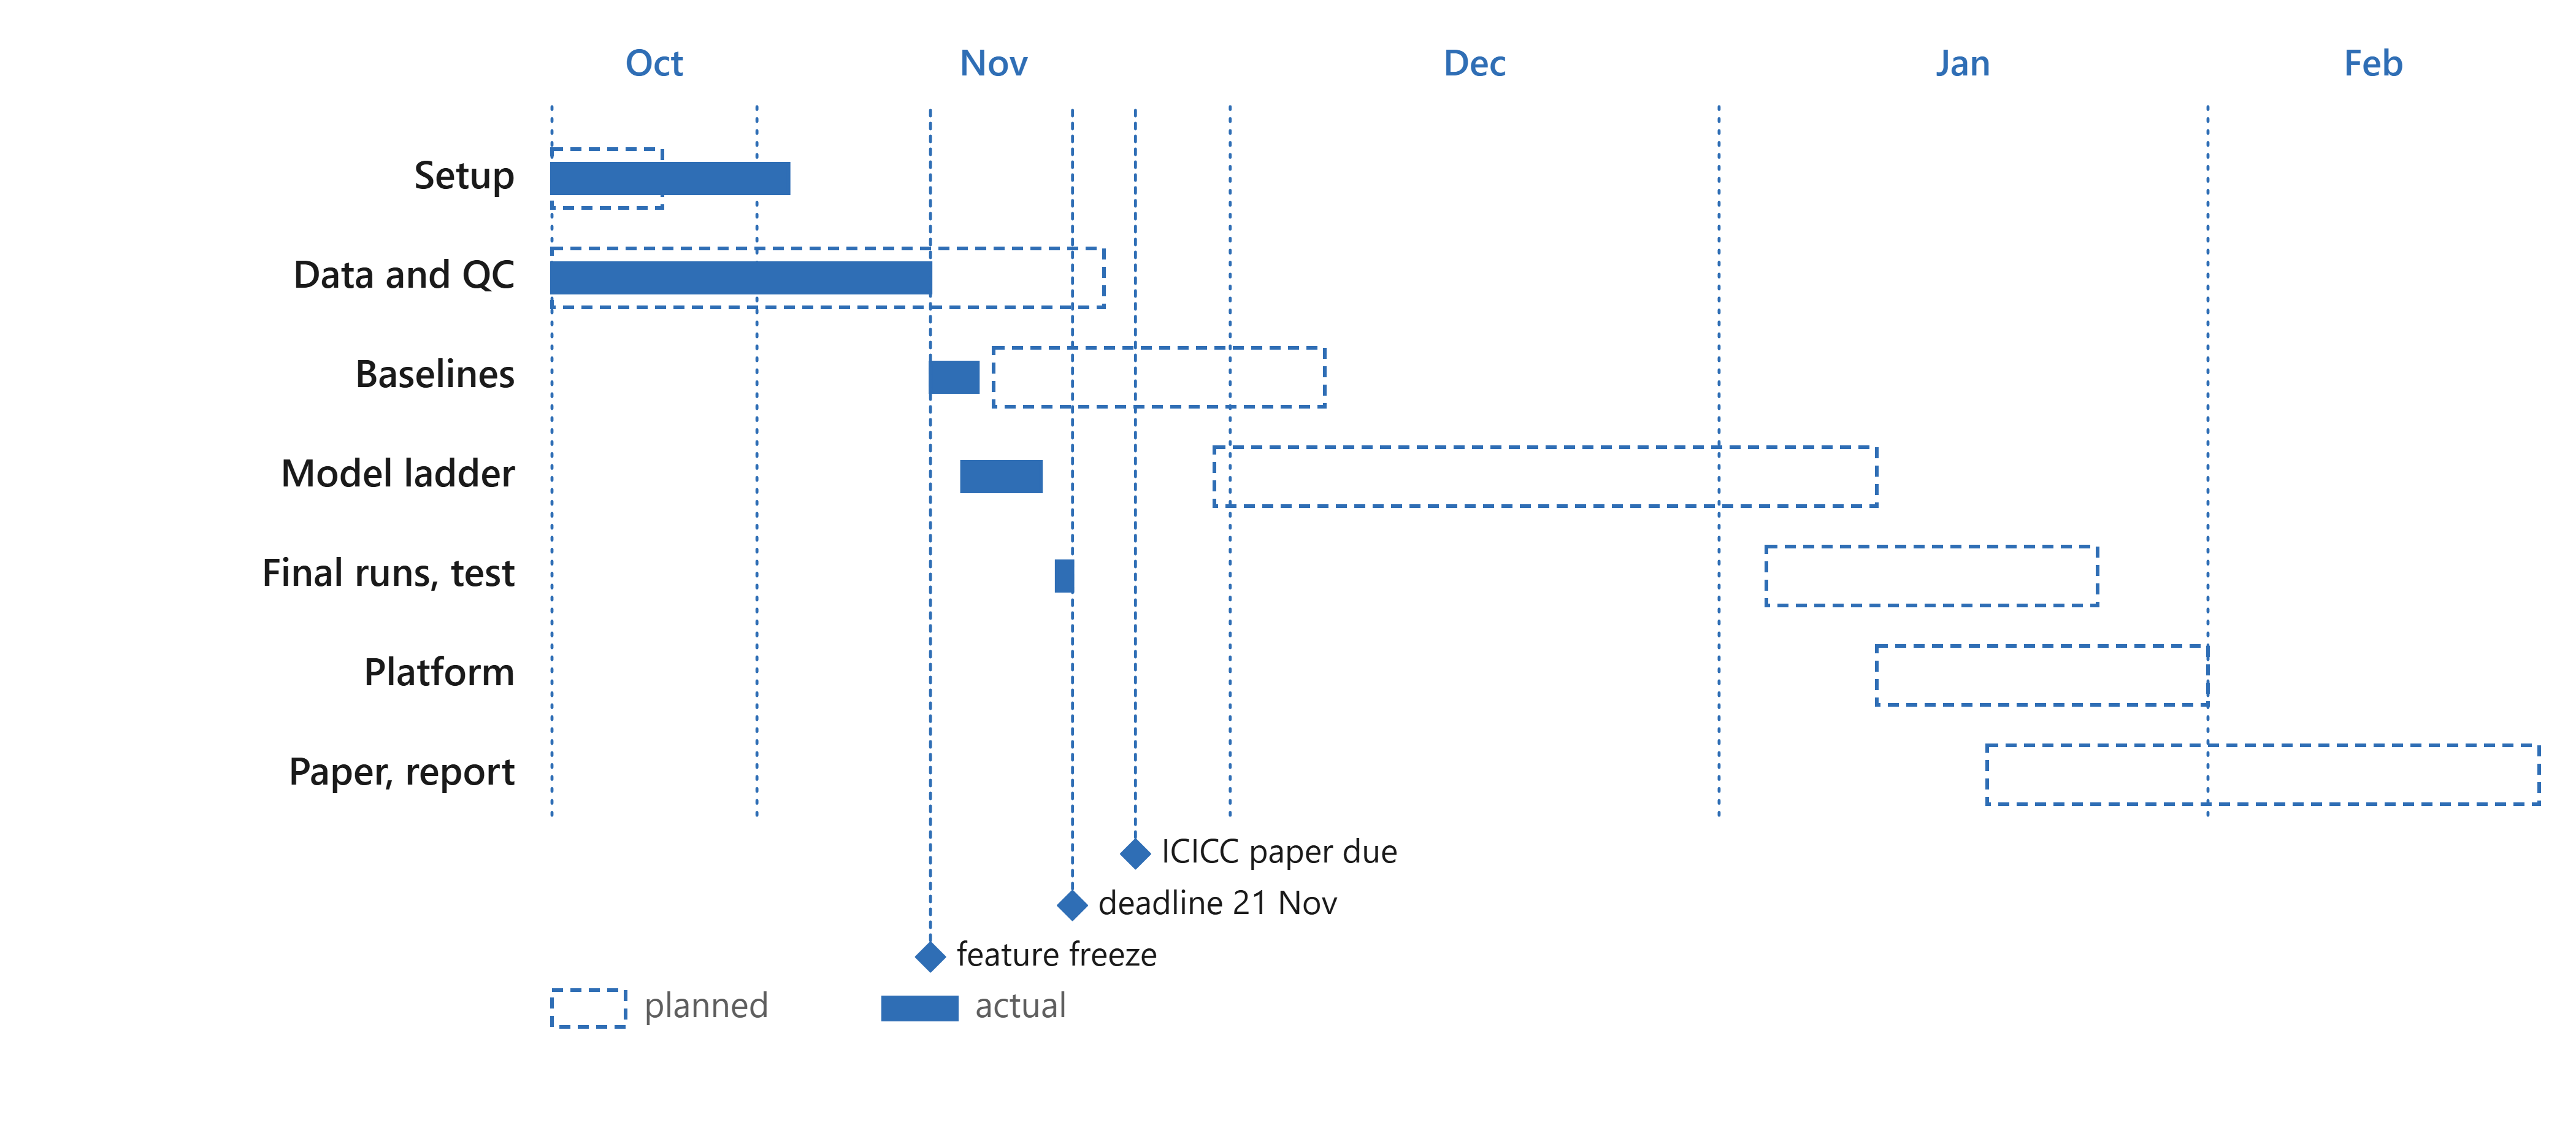 Oct Nov Dec Jan Feb
Setup
Data and QC
Baselines
Model ladder
Final runs, test
Platform
Paper, report
ICICC paper due
deadline 21 Nov
feature freeze
planned actual